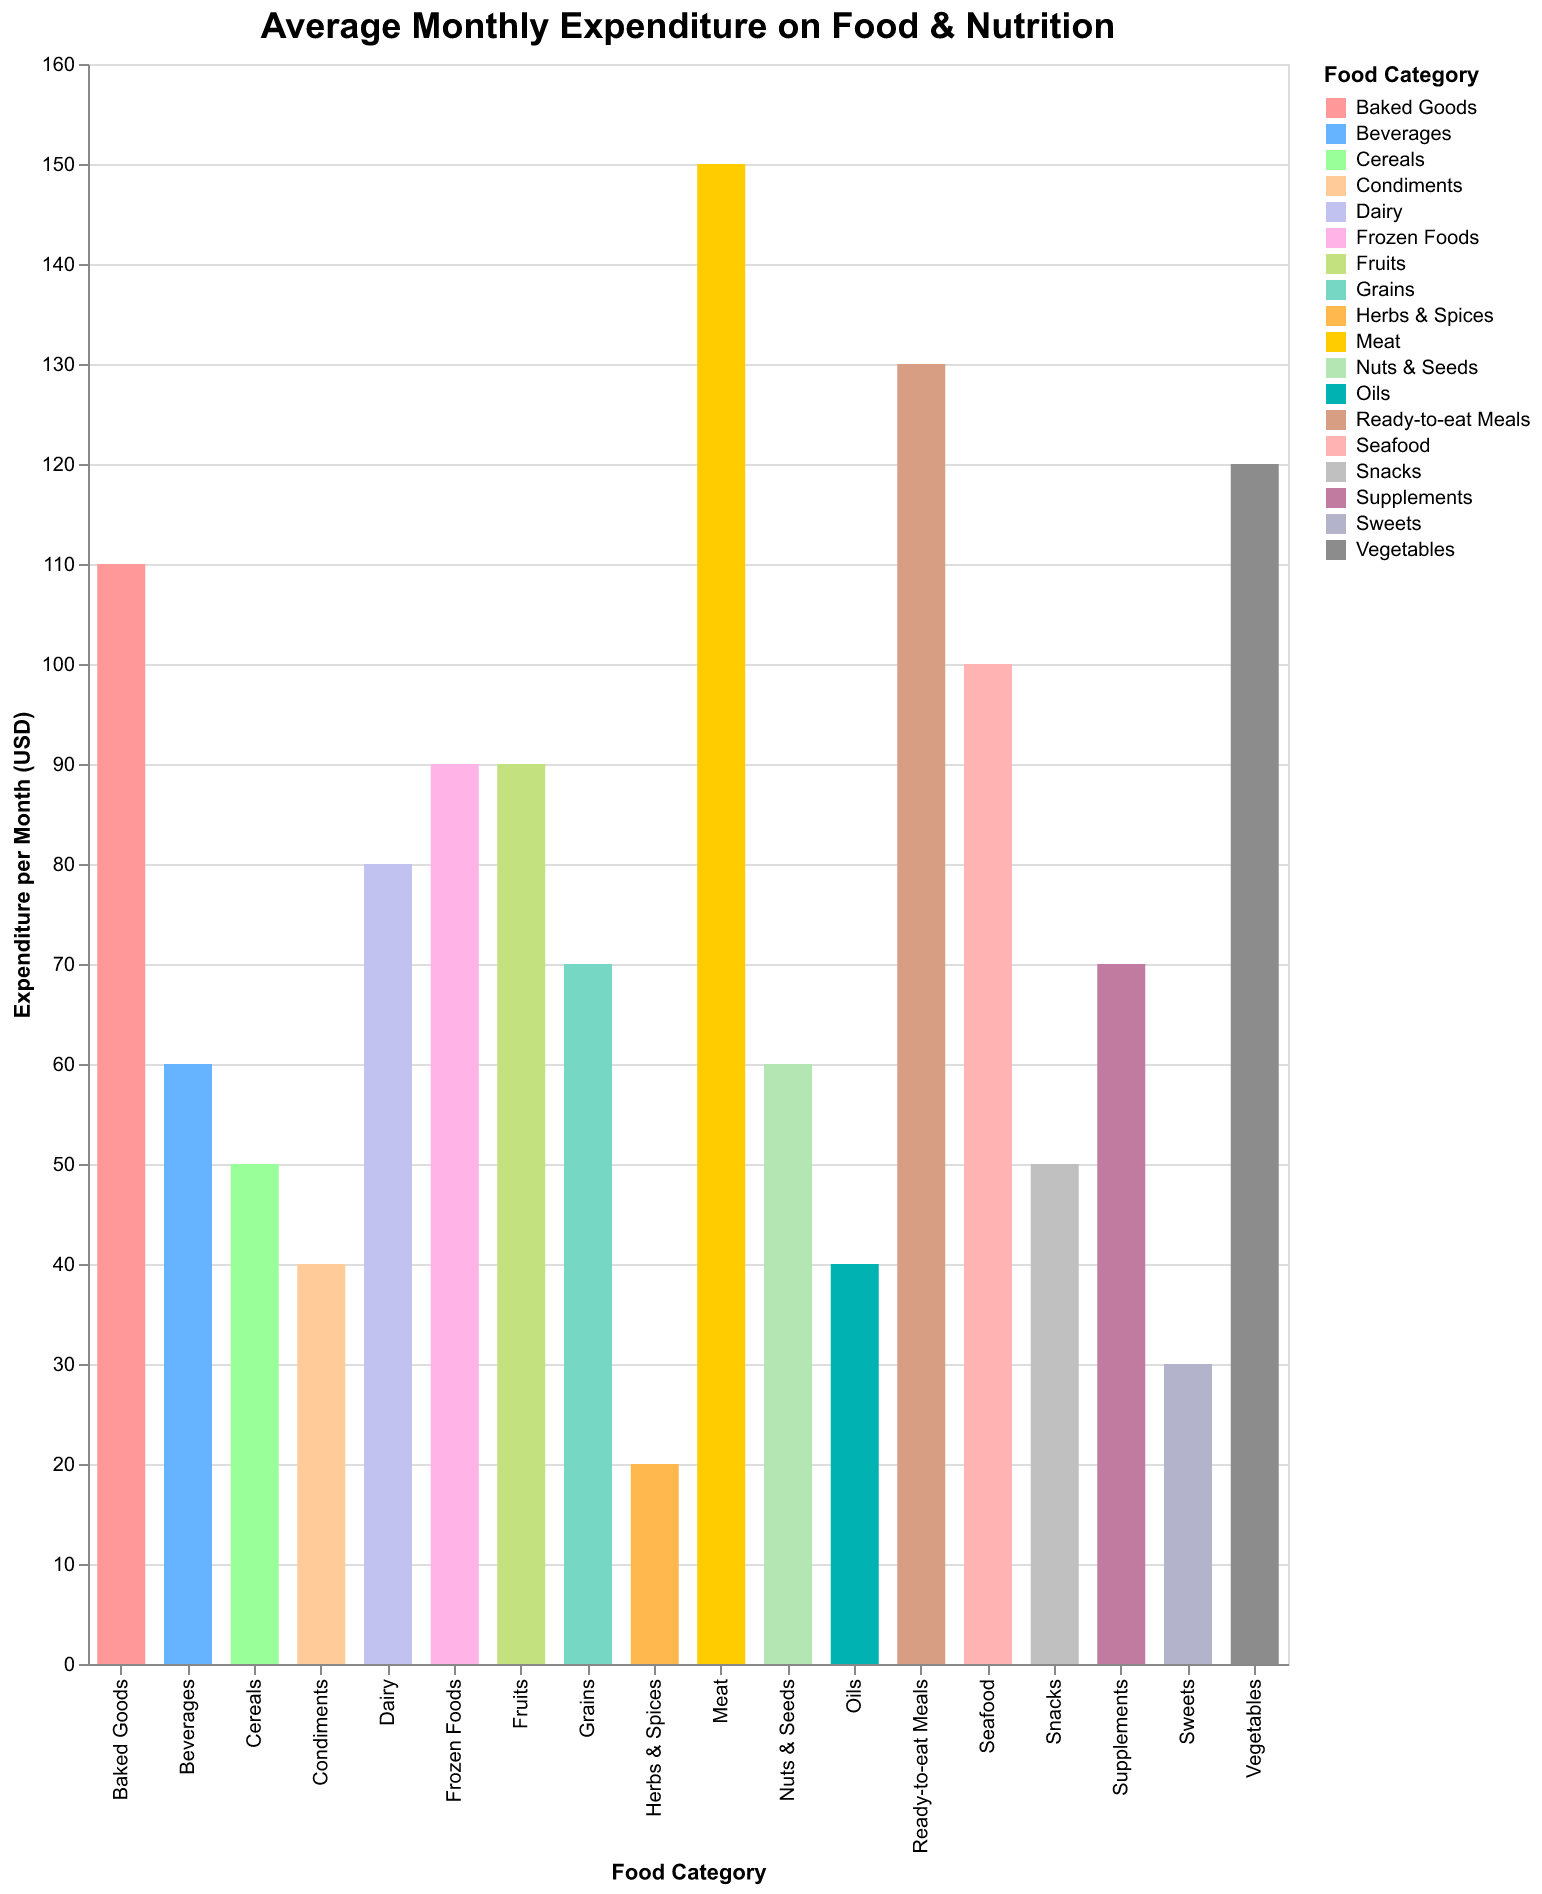 Average Monthly Expenditure on Food & Nutrition
Expenditure per Month (USD)
160
150
140
130
120
110
100
90
80
70
60
50
40
30
20
10
0
Baked Goods
Beverages
Cereals
Condiments
Dairy
Frozen Foods
Fruits
Grains
Herbs & Spices
Meat
Nuts & Seeds
Oils
Ready-to-eat Meals
Seafood
Snacks
Supplements
Sweets
Vegetables
Food Category
Food Category
Baked Goods
Beverages
Cereals
Condiments
Dairy
Frozen Foods
Fruits
Grains
Herbs & Spices
Meat
Nuts & Seeds
Oils
Ready-to-eat Meals
Seafood
Snacks
Supplements
Sweets
Vegetables